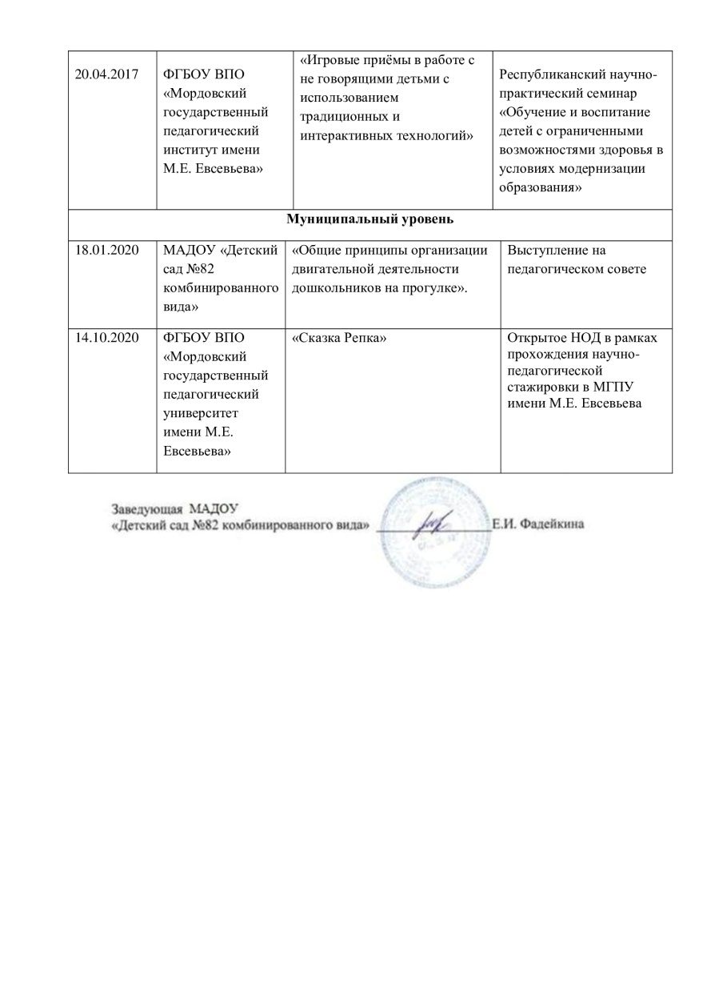 20.04.2017
ФГБОУ ВПО
«Мордовский
государственный
педагогический
институт имени
М.Е. Евсевьева»
«Игровые приёмы в работе с
не говорящими детьми с
использованием
традиционных и
интерактивных технологий»
Республиканский научно-
практический семинар
«Обучение и воспитание
детей с ограниченными
возможностями здоровья в
условиях модернизации
образования»
Муниципальный уровень
18.01.2020
МАДОУ «Детский
сад №82
комбинированного
вида»
«Общие принципы организации
двигательной деятельности
дошкольников на прогулке».
Выступление на
педагогическом совете
14.10.2020
ФГБОУ ВПО
«Мордовский
государственный
педагогический
университет
имени М.Е.
Евсевьева»
«Сказка Репка»
Открытое НОД в рамках
прохождения научно-
педагогической
стажировки в МГПУ
имени М.Е. Евсевьева
Заведующая МАДОУ
«Детский сад №82 комбинированного вида» Е.И. Фадейкина